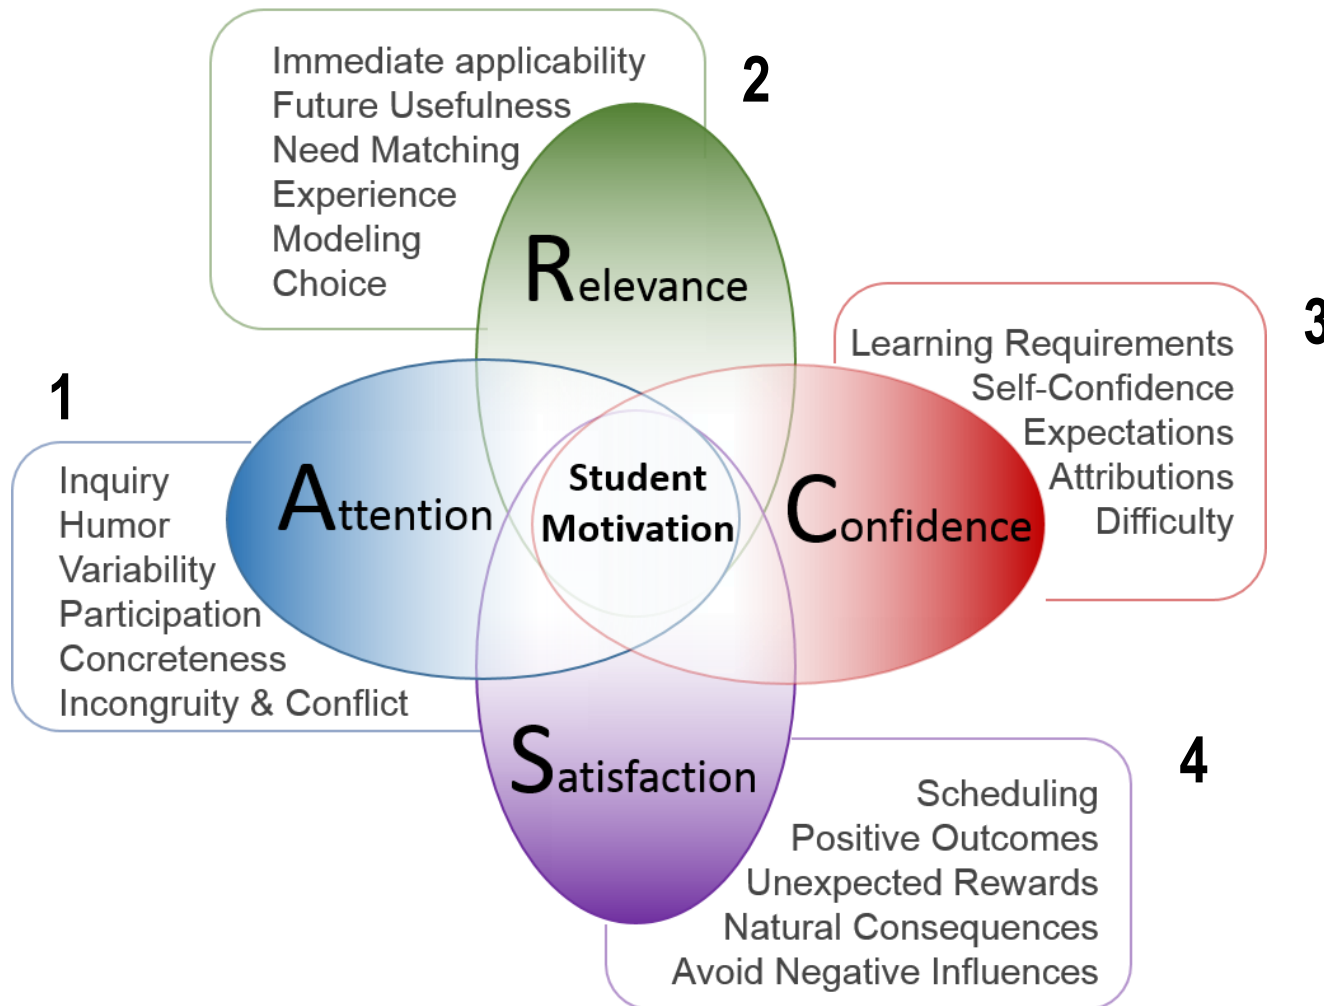 1
Inquiry
Humor
Variability
Participation
Concreteness
Incongruity & Conflict
Attention
2
Immediate applicability
Future Usefulness
Need Matching
Experience
Modeling
Choice
Relevance
Student
Motivation
3
Learning Requirements
Self-Confidence
Expectations
Attributions
Difficulty
Confidence
4
Scheduling
Positive Outcomes
Unexpected Rewards
Natural Consequences
Avoid Negative Influences
Satisfaction